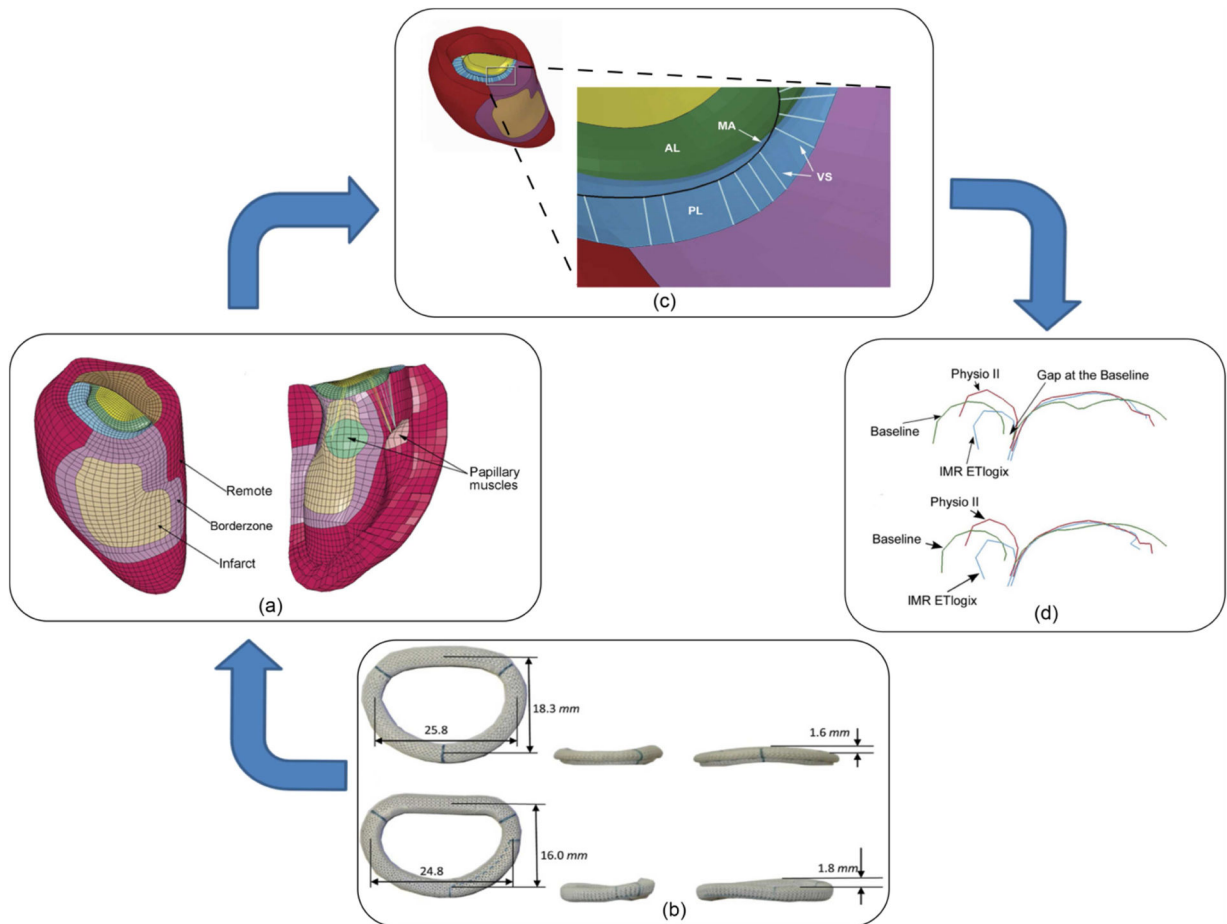 MA
AL
VS
PL
(c)
Remote
Borderzone
Infarct
Papillary
muscles
(a)
Physio II
Gap at the Baseline
Baseline
IMR ETlogix
Physio II
Baseline
IMR ETlogix
(d)
18.3 mm
25.8
1.6 mm
16.0 mm
24.8
1.8 mm
(b)